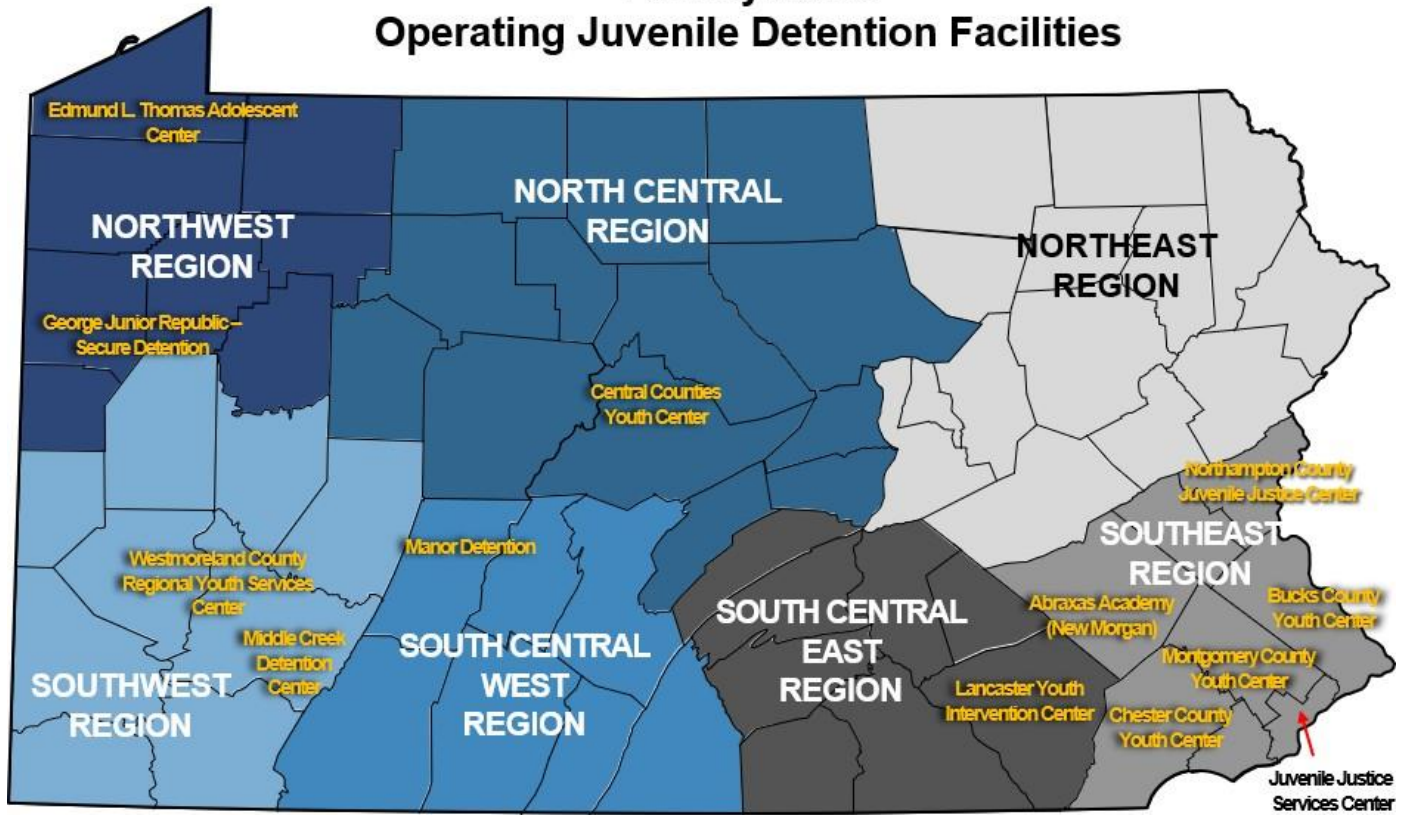 Operating Juvenile Detention Facilities
Edmund L. Thomas Adolescent
Center
NORTHWEST
REGION
NORTH CENTRAL
REGION
NORTHEAST
REGION
George Junior Republic –
Secure Detention
Central Counties
Youth Center
Northampton County
Juvenile Justice Center
Manor Detention
Westmoreland County
Regional Youth Services
Center
SOUTHEAST
REGION
Middle Creek
Detention
Center
SOUTH CENTRAL
WEST
REGION
SOUTH CENTRAL
EAST
REGION
Abraxas Academy
(New Morgan)
Bucks County
Youth Center
SOUTHWEST
REGION
Montgomery County
Youth Center
Lancaster Youth
Intervention Center
Chester County
Youth Center
Juvenile Justice
Services Center